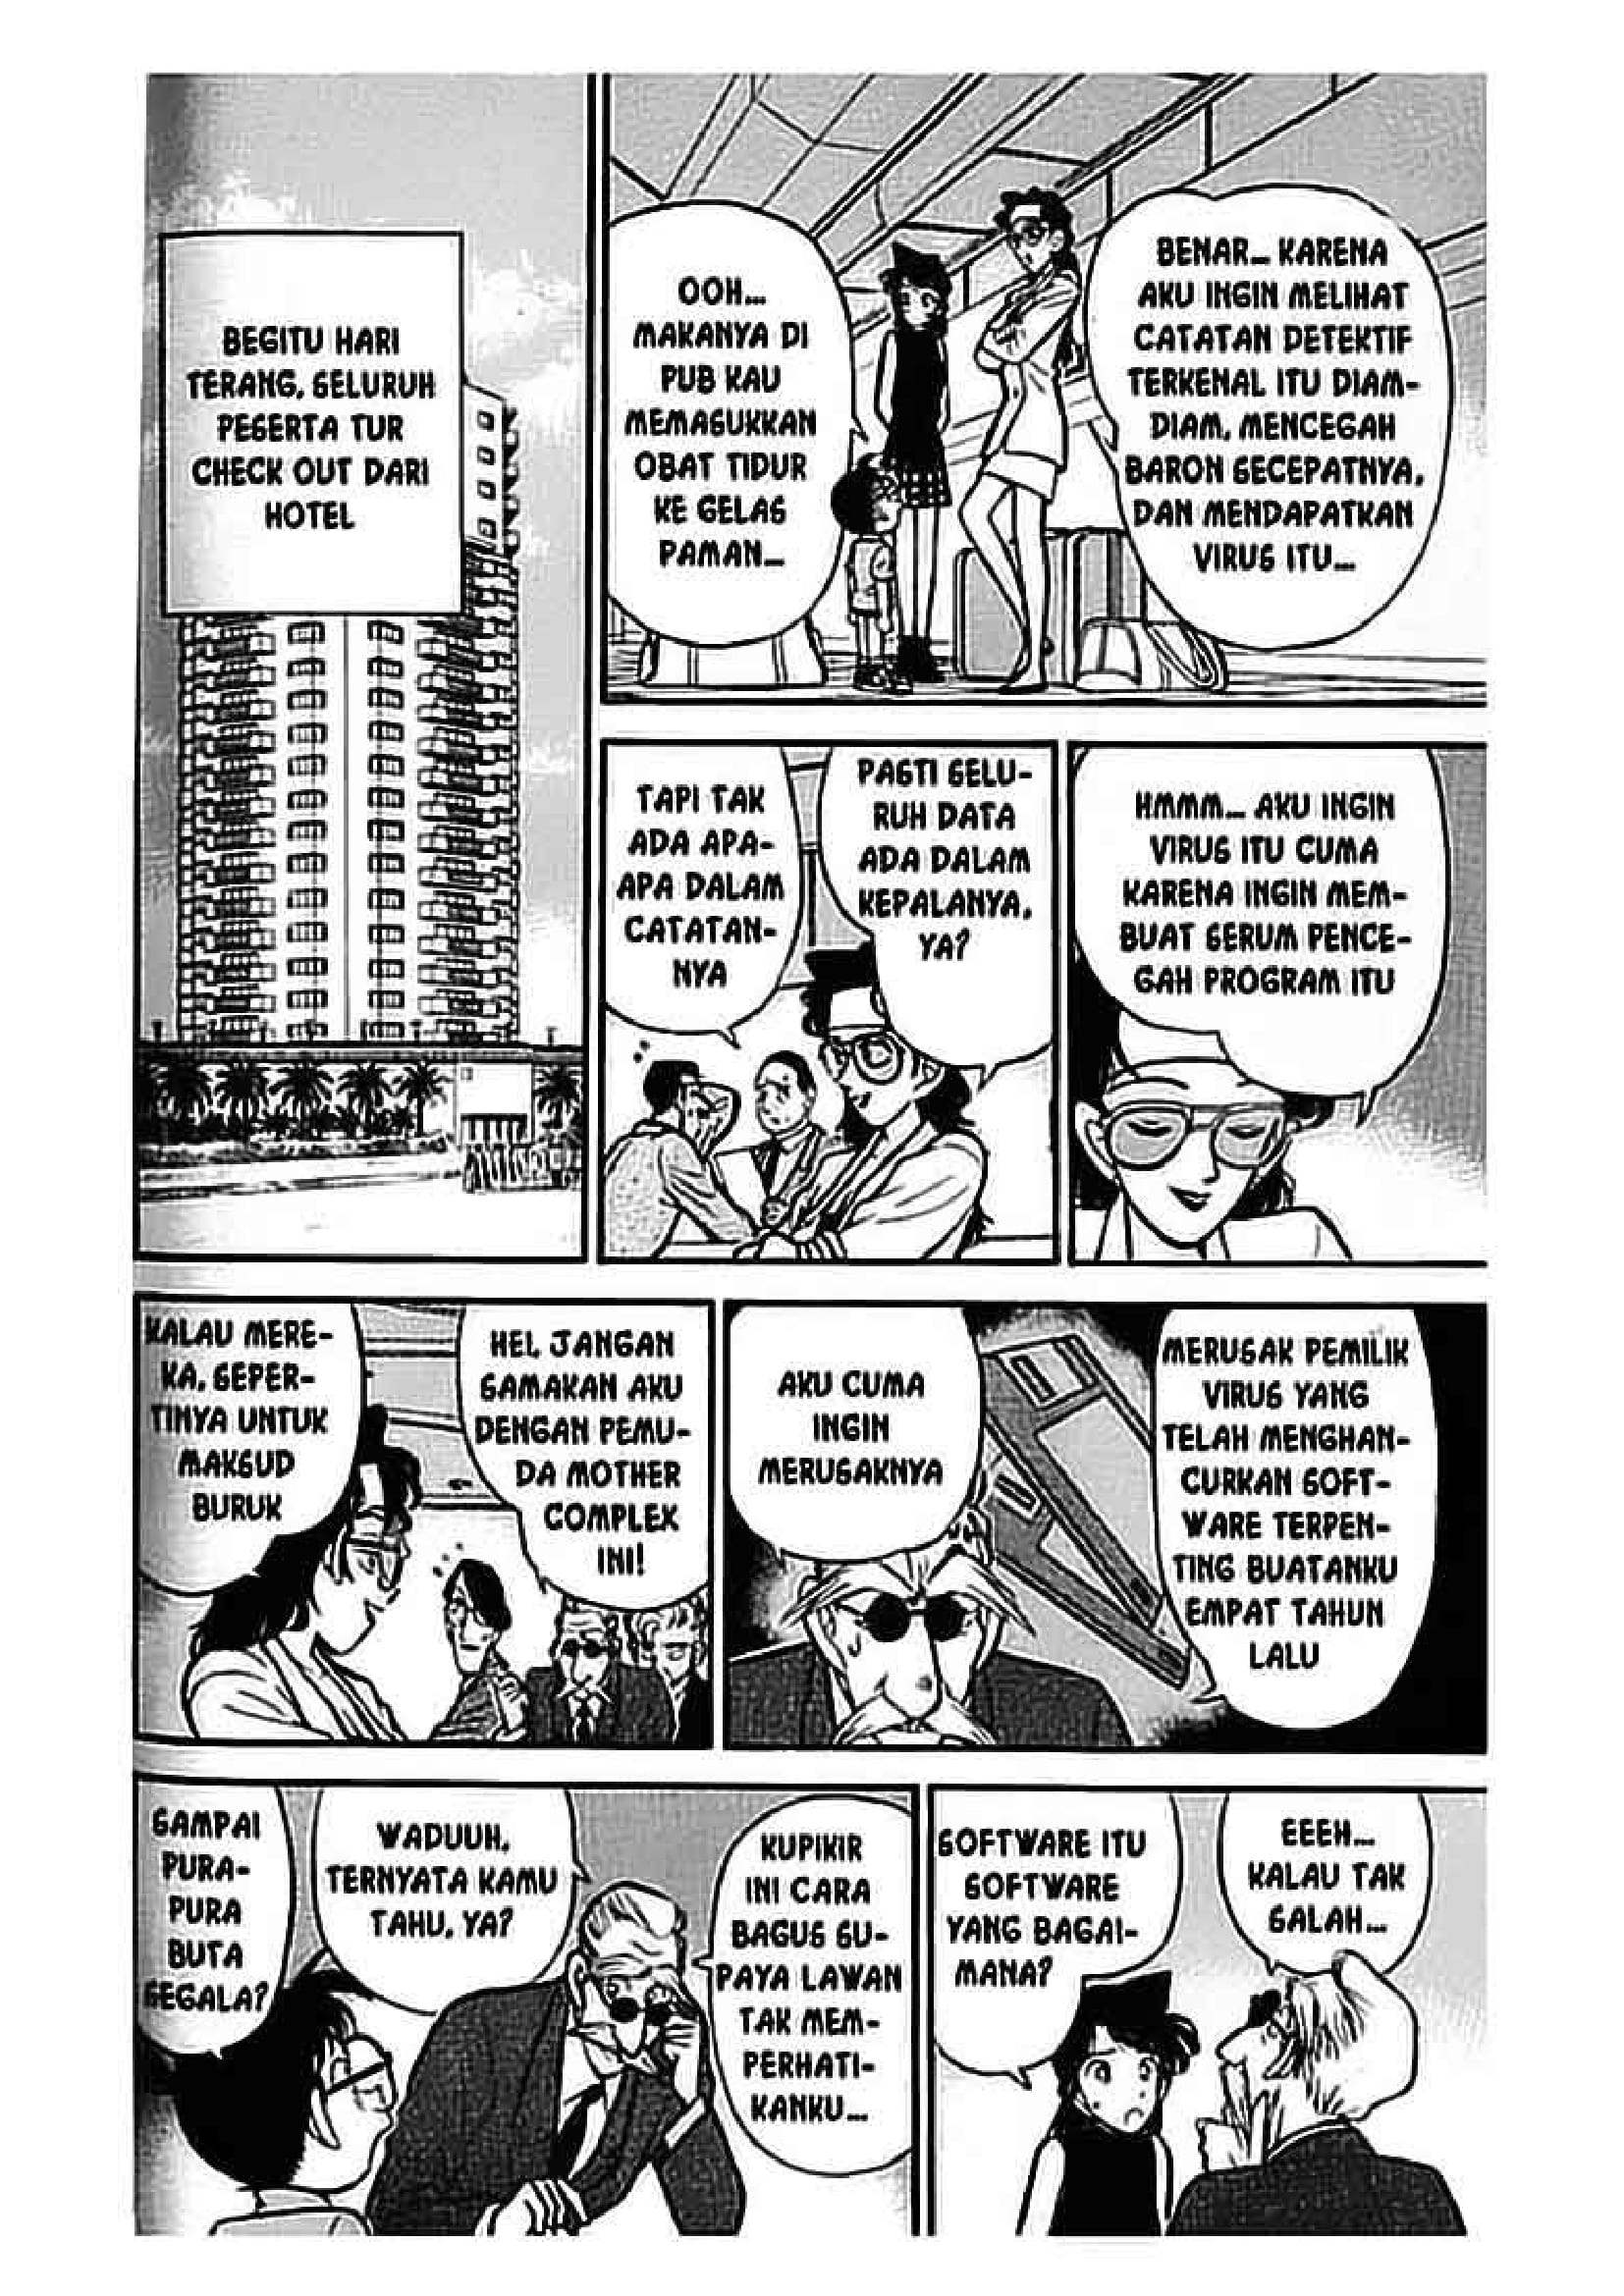 BEGITU HARI
TERANG, SELURUH
PESERTA TUR
CHECK OUT DARI
HOTEL
OOH...
MAKANYA DI
PUB KAU
MEMASUKKAN
OBAT TIDUR
KE GELAS
PAMAN...
BENAR... KARENA
AKU INGIN MELIHAT
CATATAN DETEKTIF
TERKENAL ITU DIAM-
DIAM, MENCEGAH
BARON SECEPATNYA,
DAN MENDAPATKAN
VIRUS ITU...
TAPI TAK
ADA APA-
APA DALAM
CATATAN-
NYA
PASTI SELU-
RUH DATA
ADA DALAM
KEPALANYA,
YA?
HMMM... AKU INGIN
VIRUS ITU CUMA
KARENA INGIN MEM-
BUAT SERUM PENCE-
GAH PROGRAM ITU
KALAU MERE-
KA, SEPER-
TINYA UNTUK
MAKSUD
BURUK
HEI, JANGAN
SAMAKAN AKU
DENGAN PEMU-
DA MOTHER
COMPLEX
INI!
AKU CUMA
INGIN
MERUSAKNYA
MERUSAK PEMILIK
VIRUS YANG
TELAH MENGHAN-
CURKAN SOFT-
WARE TERPEN-
TING BUATANKU
EMPAT TAHUN
LALU
SAMPAI
PURA-
PURA
BUTA
SEGALA?
WADUUH,
TERNYATA KAMU
TAHU, YA?
KUPIKIR
INI CARA
BAGUS SU-
PAYA LAWAN
TAK MEM-
PERHATI-
KANKU...
SOFTWARE ITU
SOFTWARE
YANG BAGAI-
MANA?
EEEH...
KALAU TAK
SALAH...